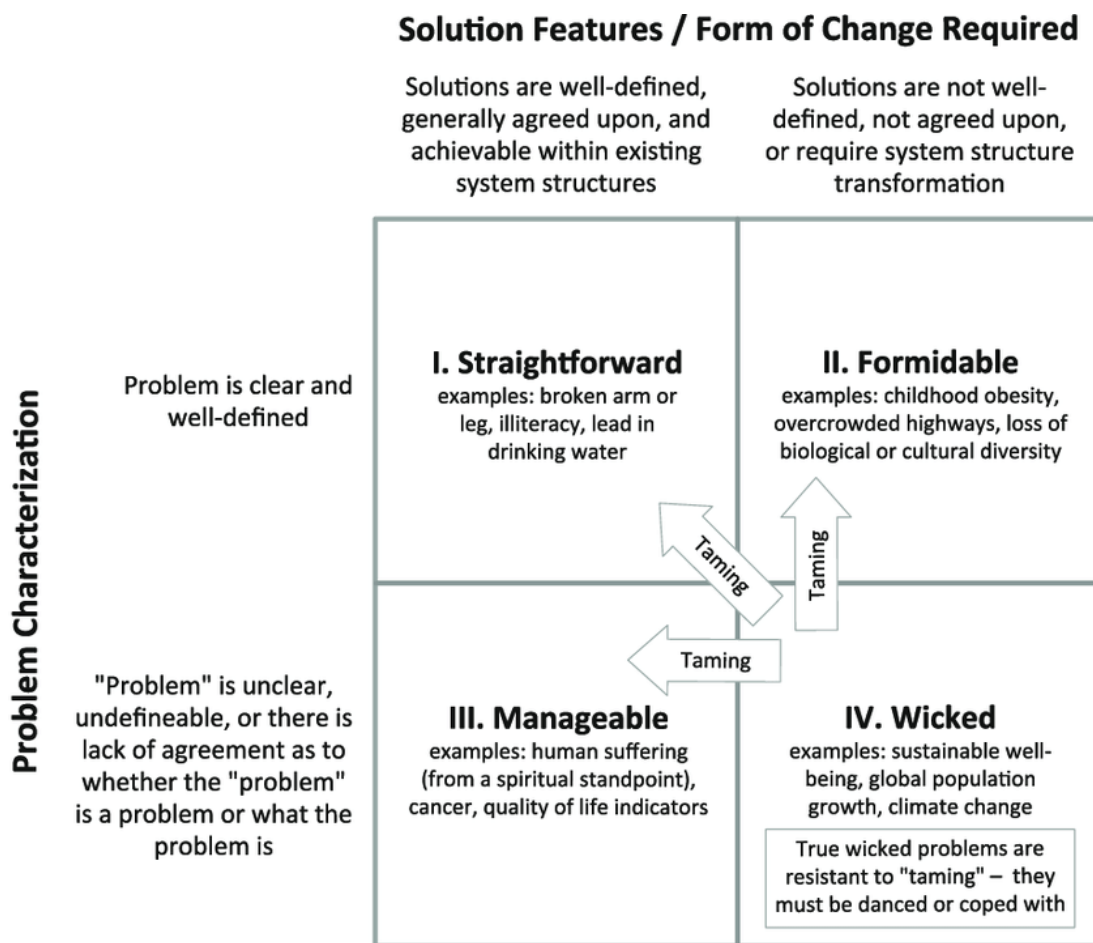 Solution Features / Form of Change Required
Solutions are well-defined,
generally agreed upon, and
achievable within existing
system structures
Solutions are not well-
defined, not agreed upon,
or require system structure
transformation
Problem Characterization
Problem is clear and
well-defined
I. Straightforward
examples: broken arm or
leg, illiteracy, lead in
drinking water
II. Formidable
examples: childhood obesity,
overcrowded highways, loss of
biological or cultural diversity
Taming
Taming
Taming
"Problem" is unclear,
undefineable, or there is
lack of agreement as to
whether the "problem"
is a problem or what the
problem is
III. Manageable
examples: human suffering
(from a spiritual standpoint),
cancer, quality of life indicators
IV. Wicked
examples: sustainable well-
being, global population
growth, climate change
True wicked problems are
resistant to "taming" – they
must be danced or coped with